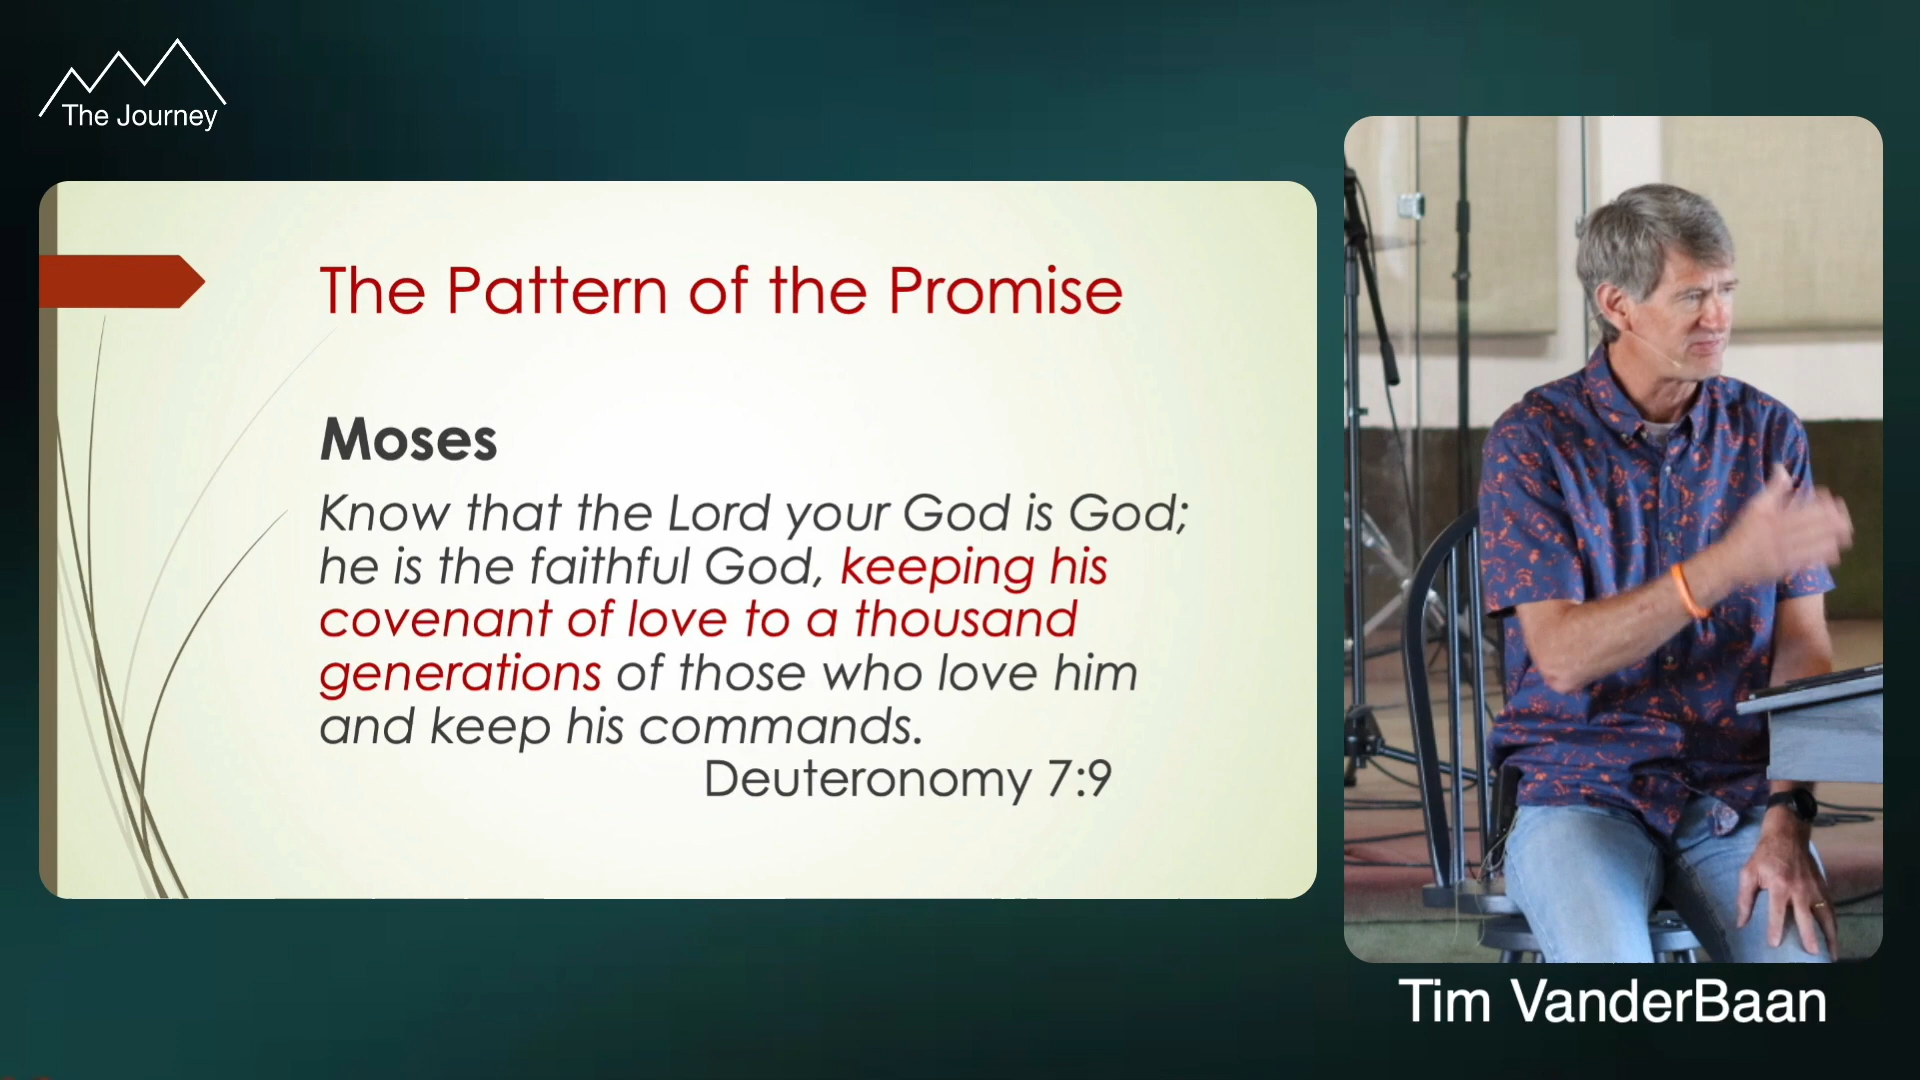 The Journey
The Pattern of the Promise
Moses
Know that the Lord your God is God;
he is the faithful God, keeping his
covenant of love to a thousand
generations of those who love him
and keep his commands.
Deuteronomy 7:9
Tim VanderBaan